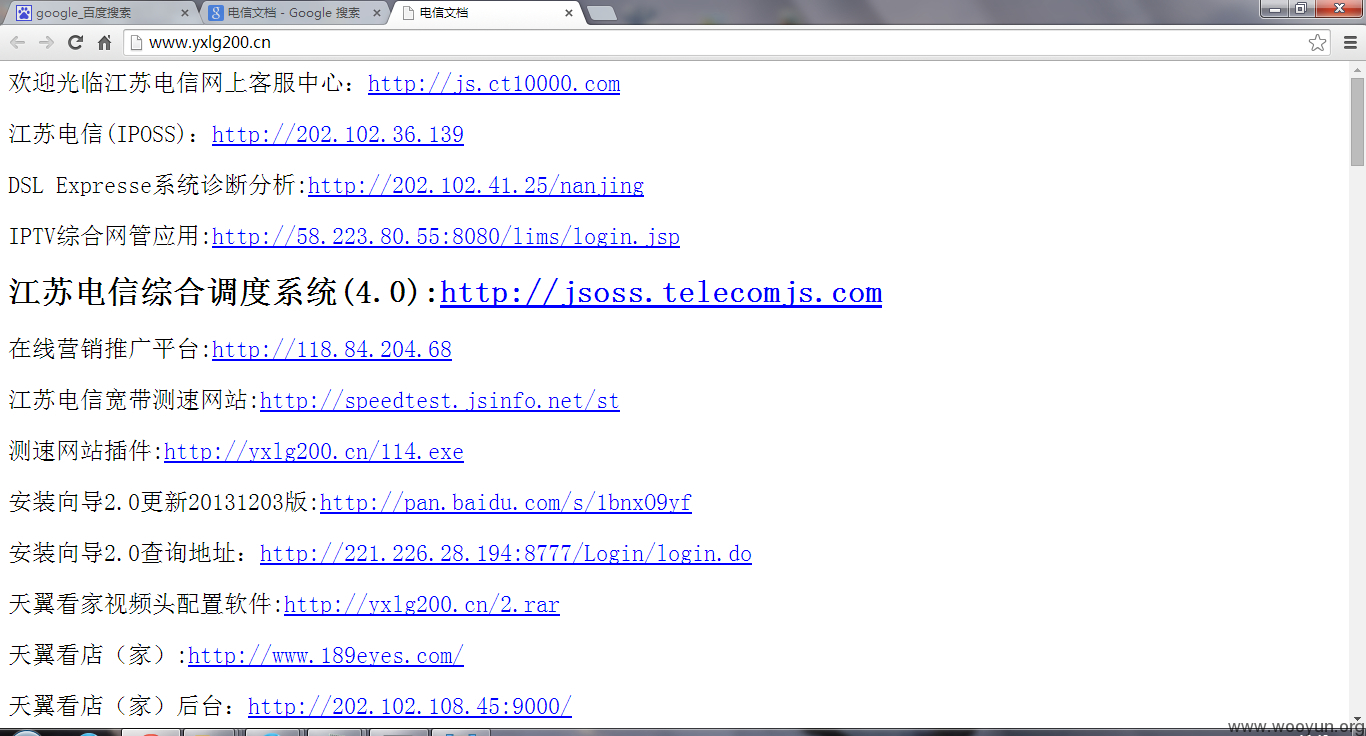 google_百度搜索
电信文档 - Google 搜索
电信文档
www.yxlg200.cn
欢迎光临江苏电信网上客服中心：http://js.ct10000.com
江苏电信(IPOSS)：http://202.102.36.139
DSL Expresse系统诊断分析:http://202.102.41.25/nanjing
IPTV综合网管应用:http://58.223.80.55:8080/lims/login.jsp
江苏电信综合调度系统(4.0):http://jsoss.telecomjs.com
在线营销推广平台:http://118.84.204.68
江苏电信宽带测速网站:http://speedtest.jsinfo.net/st
测速网站插件:http://yxlg200.cn/114.exe
安装向导2.0更新20131203版:http://pan.baidu.com/s/1bnxO9yf
安装向导2.0查询地址：http://221.226.28.194:8777/Login/login.do
天翼看家视频头配置软件:http://yxlg200.cn/2.rar
天翼看店（家）:http://www.189eyes.com/
天翼看店（家）后台：http://202.102.108.45:9000/
www.wooyun.org